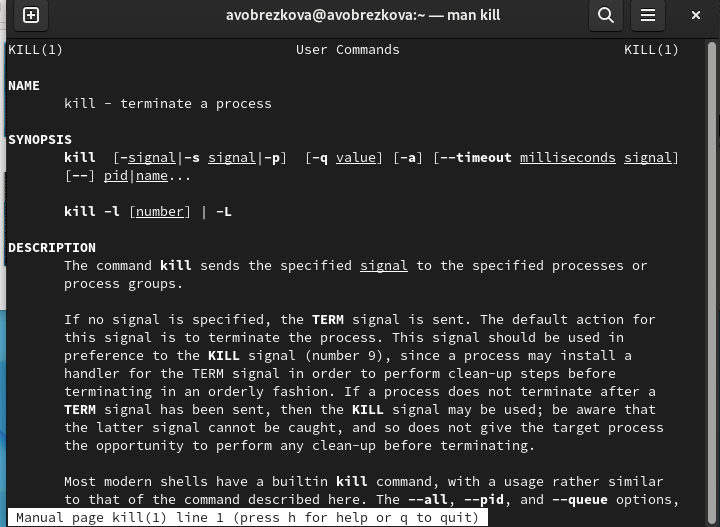 avobrezkova@avobrezkova:~ — man kill
KILL(1) User Commands KILL(1)
NAME
kill - terminate a process
SYNOPSIS
kill [-signal|-s signal|-p] [-q value] [-a] [--timeout milliseconds signal]
[--] pid|name...
kill -l [number] | -L
DESCRIPTION
The command kill sends the specified signal to the specified processes or
process groups.
If no signal is specified, the TERM signal is sent. The default action for
this signal is to terminate the process. This signal should be used in
preference to the KILL signal (number 9), since a process may install a
handler for the TERM signal in order to perform clean-up steps before
terminating in an orderly fashion. If a process does not terminate after a
TERM signal has been sent, then the KILL signal may be used; be aware that
the latter signal cannot be caught, and so does not give the target process
the opportunity to perform any clean-up before terminating.
Most modern shells have a builtin kill command, with a usage rather similar
to that of the command described here. The --all, --pid, and --queue options,
Manual page kill(1) line 1 (press h for help or q to quit)